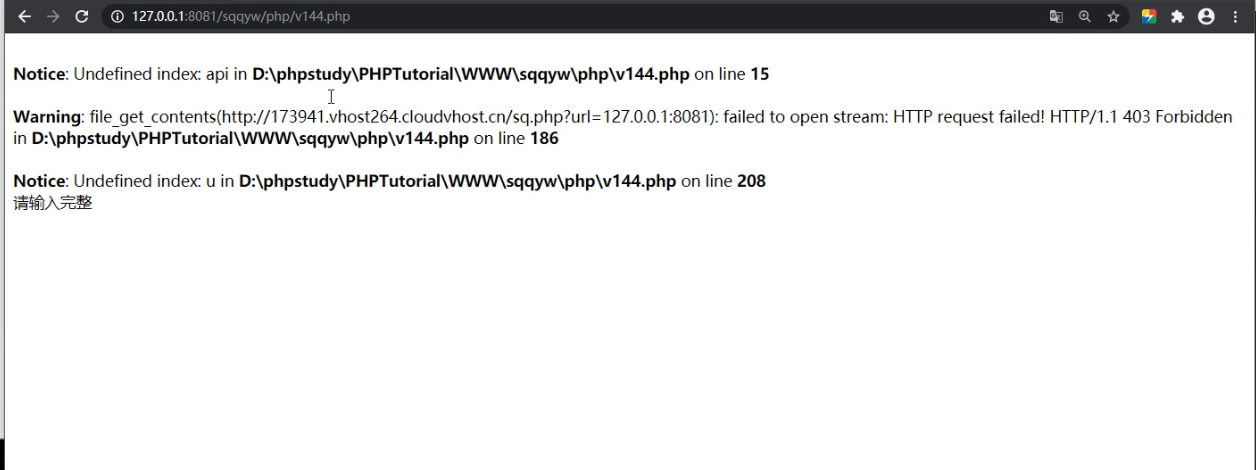 127.0.0.1:8081/sqqyw/php/v144.php
Notice: Undefined index: api in D:\phpstudy\PHPTutorial\WWW\sqqyw\php\v144.php on line 15
Warning: file_get_contents(http://173941.vhost264.cloudvhost.cn/sq.php?url=127.0.0.1:8081): failed to open stream: HTTP request failed! HTTP/1.1 403 Forbidden
in D:\phpstudy\PHPTutorial\WWW\sqqyw\php\v144.php on line 186
Notice: Undefined index: u in D:\phpstudy\PHPTutorial\WWW\sqqyw\php\v144.php on line 208
请输入完整